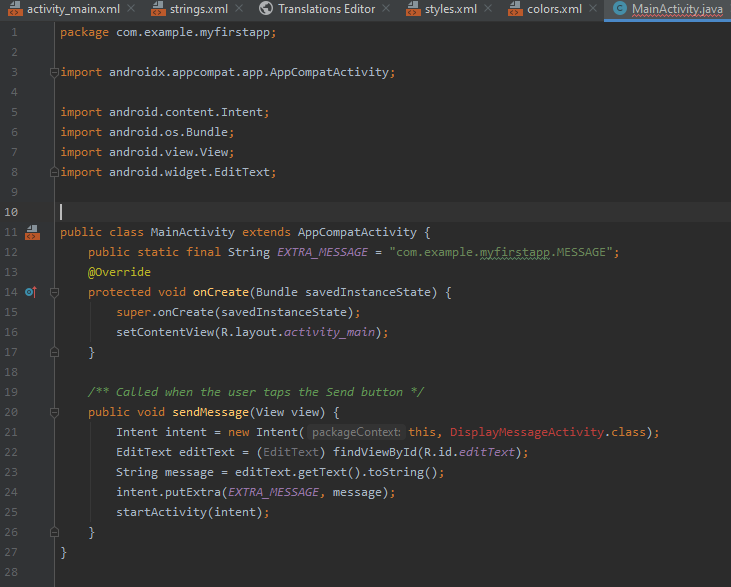 activity_main.xml strings.xml Translations Editor styles.xml colors.xml MainActivity.java
1 package com.example.myfirstapp;
2
3 import androidx.appcompat.app.AppCompatActivity;
4
5 import android.content.Intent;
6 import android.os.Bundle;
7 import android.view.View;
8 import android.widget.EditText;
9
10
11 public class MainActivity extends AppCompatActivity {
12 public static final String EXTRA_MESSAGE = "com.example.myfirstapp.MESSAGE";
13 @Override
14 protected void onCreate(Bundle savedInstanceState) {
15 super.onCreate(savedInstanceState);
16 setContentView(R.layout.activity_main);
17 }
18
19 /** Called when the user taps the Send button */
20 public void sendMessage(View view) {
21 Intent intent = new Intent( packageContext: this, DisplayMessageActivity.class);
22 EditText editText = (EditText) findViewById(R.id.editText);
23 String message = editText.getText().toString();
24 intent.putExtra(EXTRA_MESSAGE, message);
25 startActivity(intent);
26 }
27 }
28